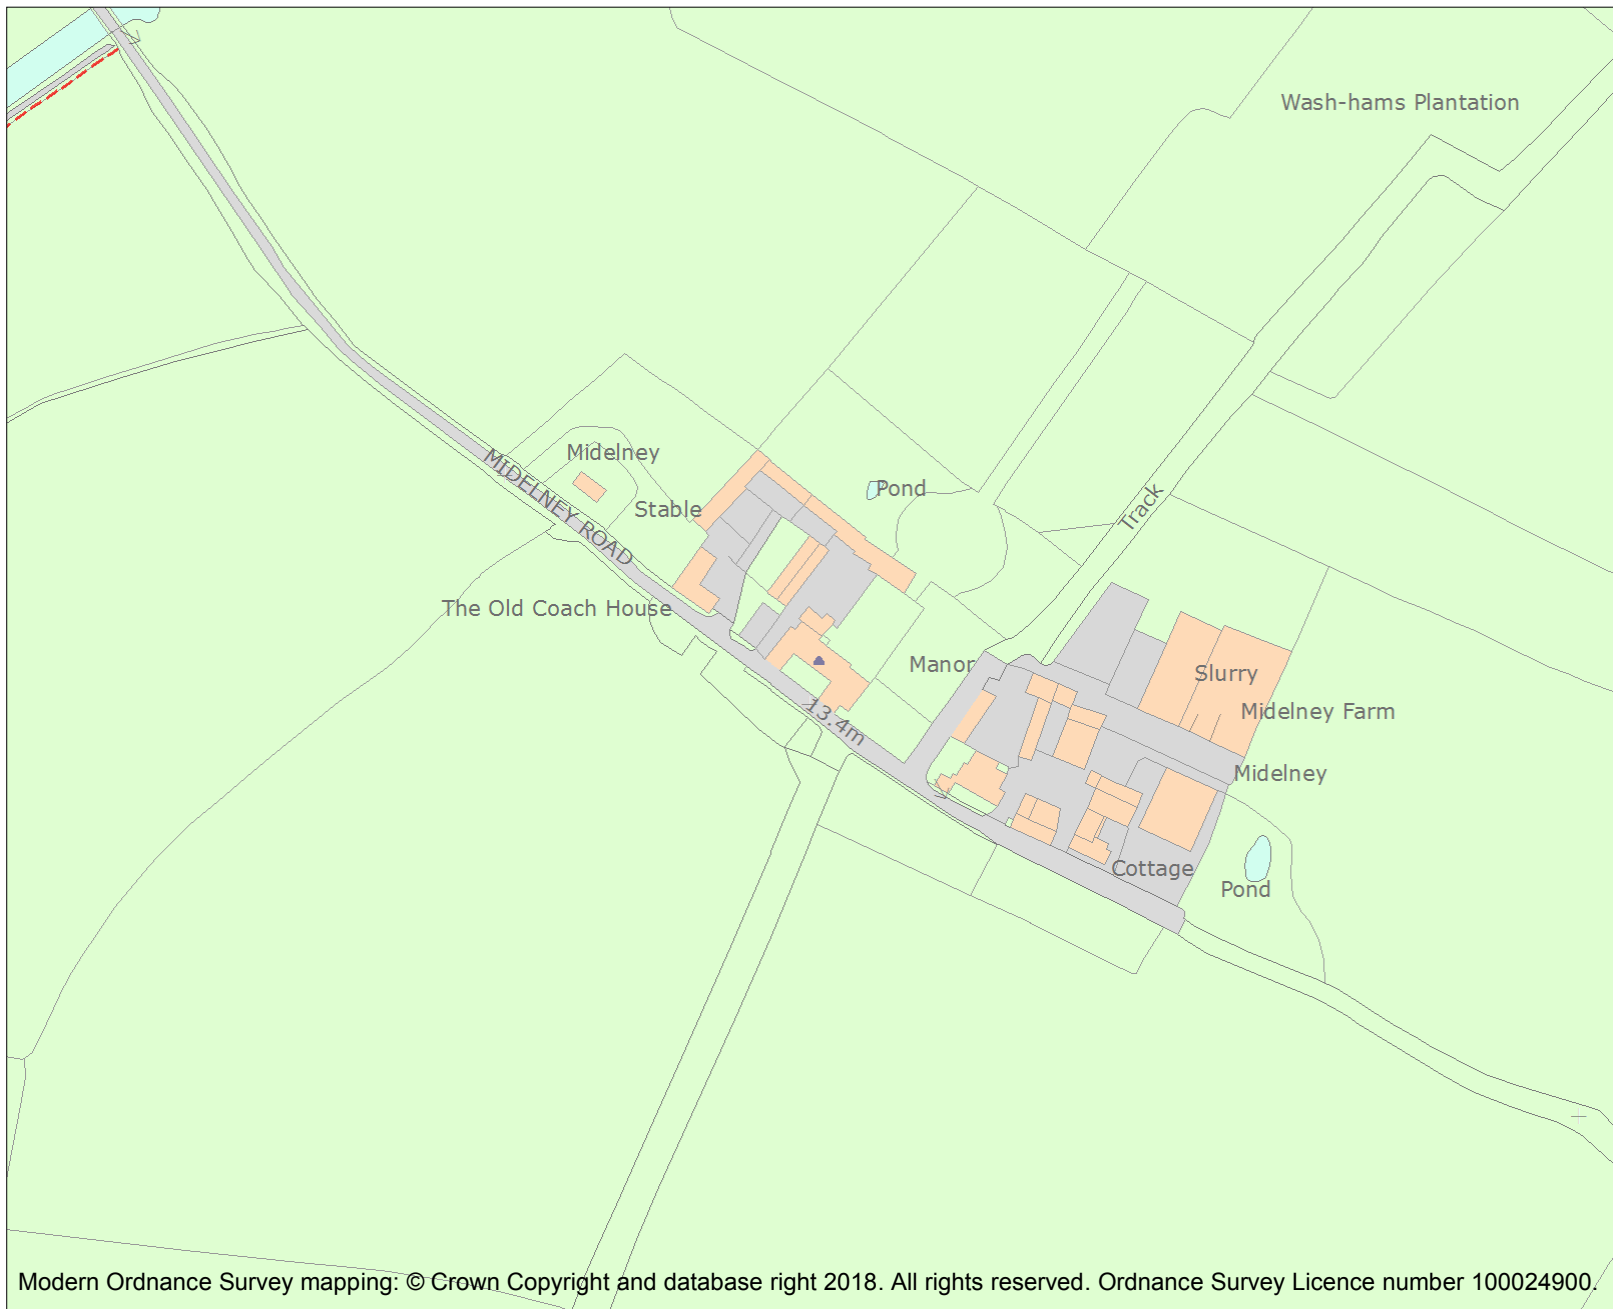 Wash-hams Plantation
Midelney
MIDELNEY ROAD
Pond
Stable
Track
The Old Coach House
Manor
Slurry
Midelney Farm
13.4m
Midelney
Cottage
Pond
Modern Ordnance Survey mapping: © Crown Copyright and database right 2018. All rights reserved. Ordnance Survey Licence number 100024900.